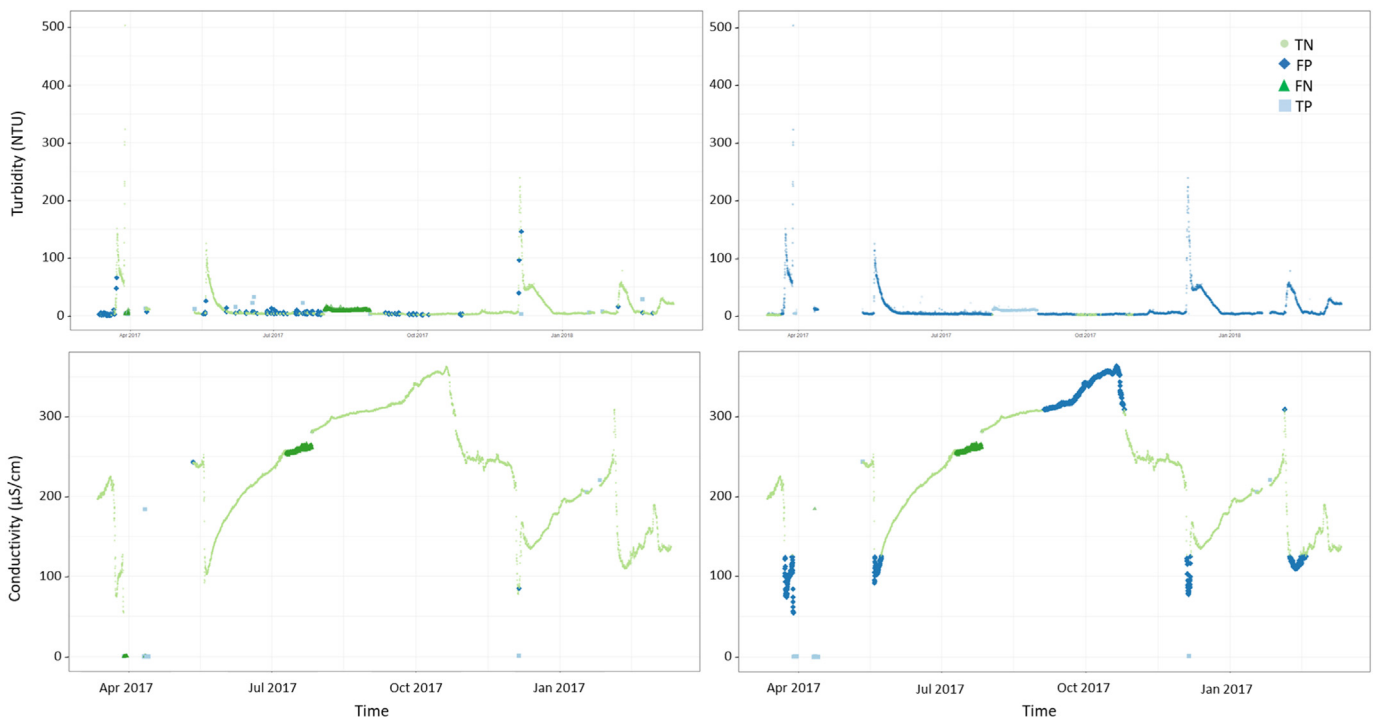 Turbidity (NTU)
500
400
300
200
100
0
Apr 2017
Jul 2017
Oct 2017
Jan 2018
500
400
300
200
100
0
Apr 2017
Jul 2017
Oct 2017
Jan 2018
TN
FP
FN
TP
Conductivity (µS/cm)
300
200
100
0
Apr 2017
Jul 2017
Oct 2017
Jan 2017
Time
300
200
100
0
Apr 2017
Jul 2017
Oct 2017
Jan 2017
Time